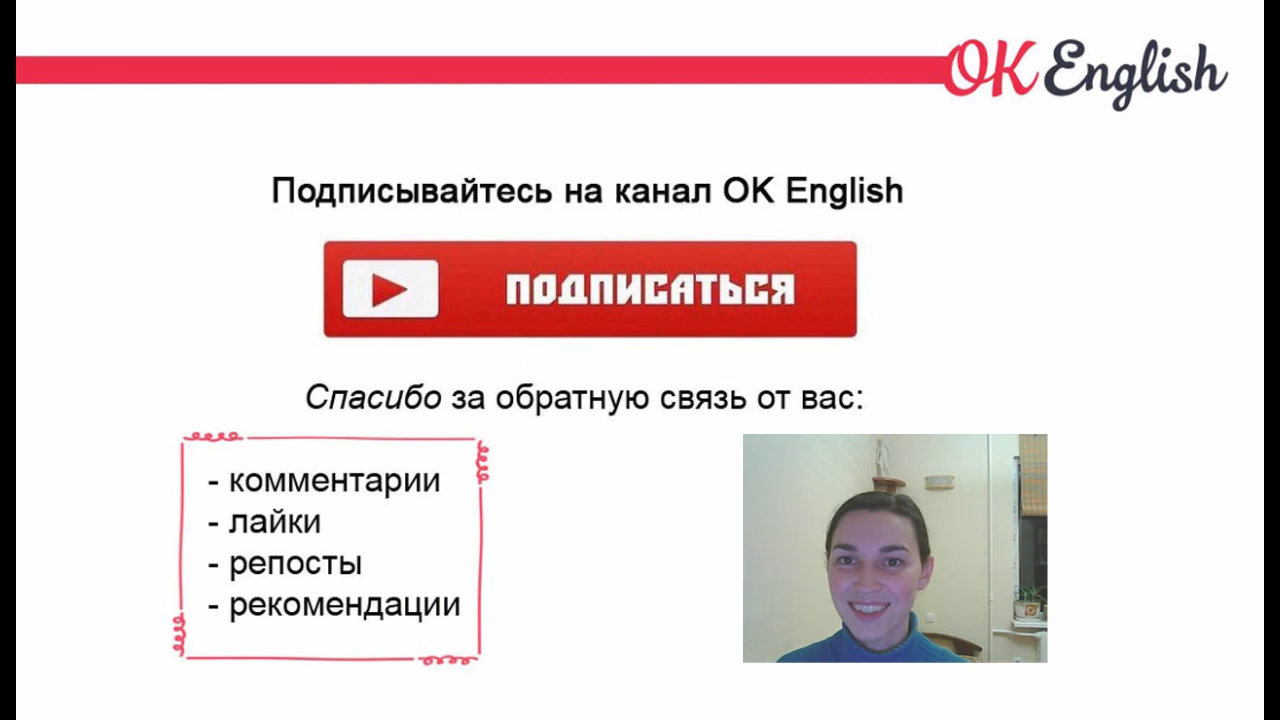 OK English
Подписывайтесь на канал OK English
ПОДПИСАТЬСЯ
Спасибо за обратную связь от вас:
- комментарии
- лайки
- репосты
- рекомендации